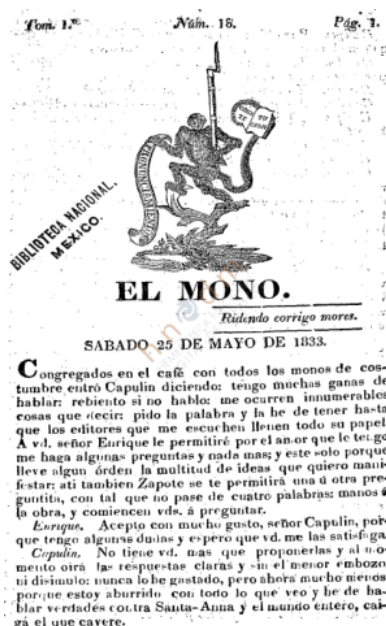 Tom. 1.º Núm. 18. Pág. 1.
PRONUNCIAMIENTO
BIBLIOTECA NACIONAL.
MEXICO.
EL MONO.
Ridendo corrigo mores.
SABADO 25 DE MAYO DE 1833.
Congregados en el café con todos los monos de cos-
tumbre entró Capulin diciendo: tengo muchas ganas de
hablar: rebiento si no hablo: me ocurren innumerables
cosas que decir: pido la palabra y la he de tener hasta
que los editores que me escuchen llenen todo su papel
A vd. señor Enrique le permitiré por el amor que le tengo
me haga algunas preguntas y nada mas; y este solo porque
lleve algun órden la multitud de ideas que quiero mani-
festar: a ti tambien Zapote se te permitirá una ú otra pre-
guntita, con tal que no pase de cuatro palabras: manos á
la obra, y comiencen vds. á preguntar.
Enrique. Acepto con mucho gusto, señor Capulin, por-
que tengo algunas dudas y espero que vd. me las satisfaga
Capulin. No tiene vd. mas que proponerlas y al mo-
mento oirá las respuestas claras y sin el menor embozo
ni disimulo: nunca lo he gastado, pero ahora mucho menos
porque estoy aburrido con todo lo que veo y he de ha-
blar verdades contra Santa-Anna y el mundo entero, cai-
gá el que cayere.